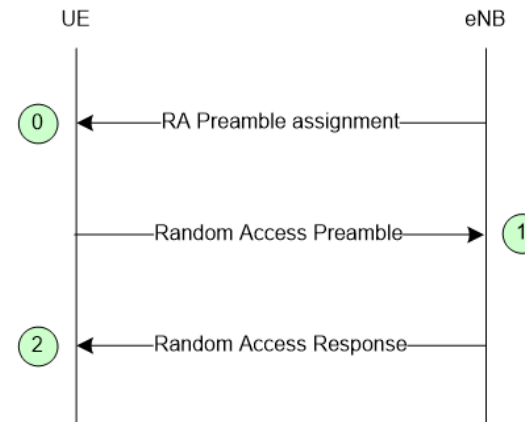 UE eNB
0 RA Preamble assignment
Random Access Preamble 1
2 Random Access Response